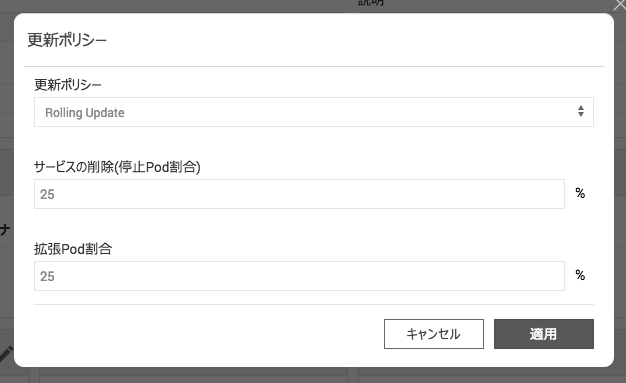 説明
更新ポリシー
更新ポリシー
Rolling Update
サービスの削除(停止Pod割合)
25
%
ナ
拡張Pod割合
25
%
キャンセル
適用